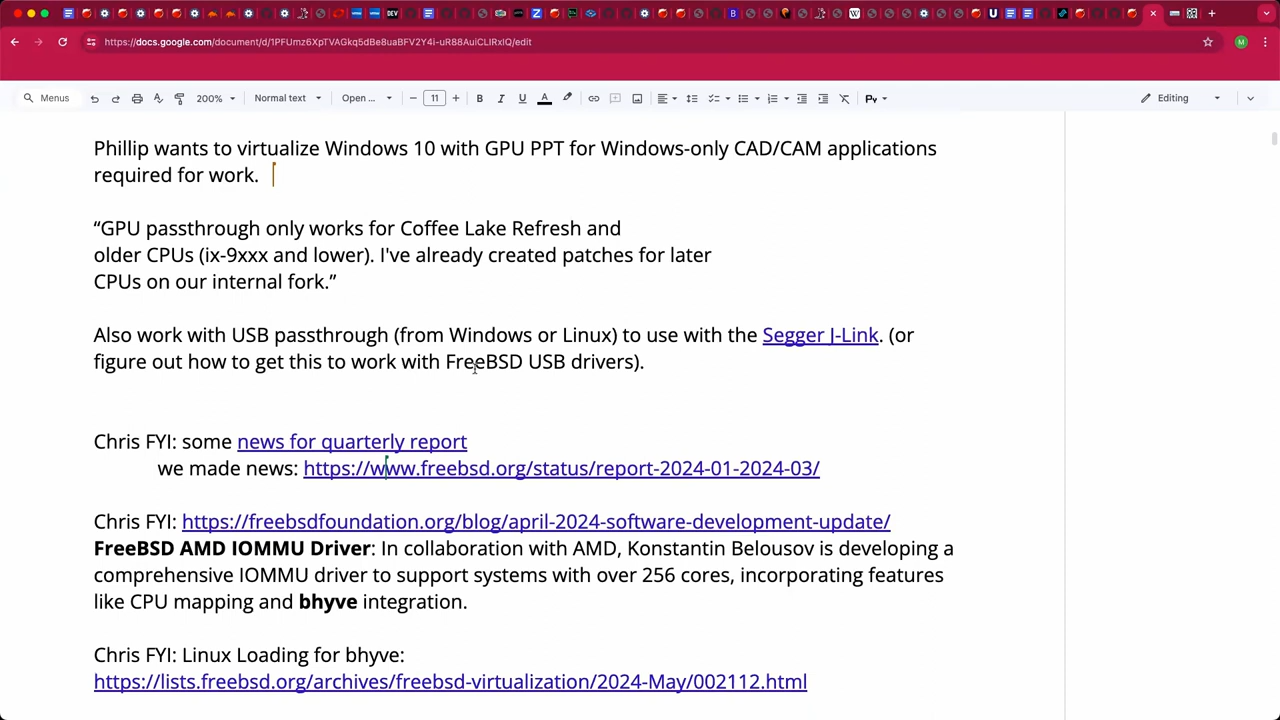 DEV
https://docs.google.com/document/d/1PFUmz6XpTVAGkq5dBe8uaBFV2Y4i-uR88AuiCLIRxIQ/edit
M
Menus 200% Normal text Open ... 11 B I U A Editing
Phillip wants to virtualize Windows 10 with GPU PPT for Windows-only CAD/CAM applications
required for work.
“GPU passthrough only works for Coffee Lake Refresh and
older CPUs (ix-9xxx and lower). I've already created patches for later
CPUs on our internal fork.”
Also work with USB passthrough (from Windows or Linux) to use with the Segger J-Link. (or
figure out how to get this to work with FreeBSD USB drivers).
Chris FYI: some news for quarterly report
we made news: https://www.freebsd.org/status/report-2024-01-2024-03/
Chris FYI: https://freebsdfoundation.org/blog/april-2024-software-development-update/
FreeBSD AMD IOMMU Driver: In collaboration with AMD, Konstantin Belousov is developing a
comprehensive IOMMU driver to support systems with over 256 cores, incorporating features
like CPU mapping and bhyve integration.
Chris FYI: Linux Loading for bhyve:
https://lists.freebsd.org/archives/freebsd-virtualization/2024-May/002112.html